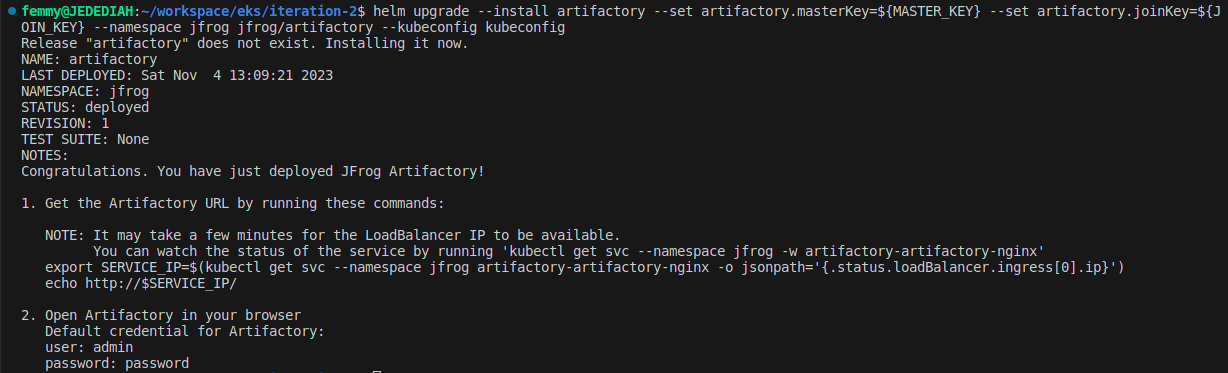 femmy@JEDEDIAH:~/workspace/eks/iteration-2$ helm upgrade --install artifactory --set artifactory.masterKey=${MASTER_KEY} --set artifactory.joinKey=${J
OIN_KEY} --namespace jfrog jfrog/artifactory --kubeconfig kubeconfig
Release "artifactory" does not exist. Installing it now.
NAME: artifactory
LAST DEPLOYED: Sat Nov  4 13:09:21 2023
NAMESPACE: jfrog
STATUS: deployed
REVISION: 1
TEST SUITE: None
NOTES:
Congratulations. You have just deployed JFrog Artifactory!
1. Get the Artifactory URL by running these commands:
NOTE: It may take a few minutes for the LoadBalancer IP to be available.
You can watch the status of the service by running 'kubectl get svc --namespace jfrog -w artifactory-artifactory-nginx'
export SERVICE_IP=$(kubectl get svc --namespace jfrog artifactory-artifactory-nginx -o jsonpath='{.status.loadBalancer.ingress[0].ip}')
echo http://$SERVICE_IP/
2. Open Artifactory in your browser
Default credential for Artifactory:
user: admin
password: password